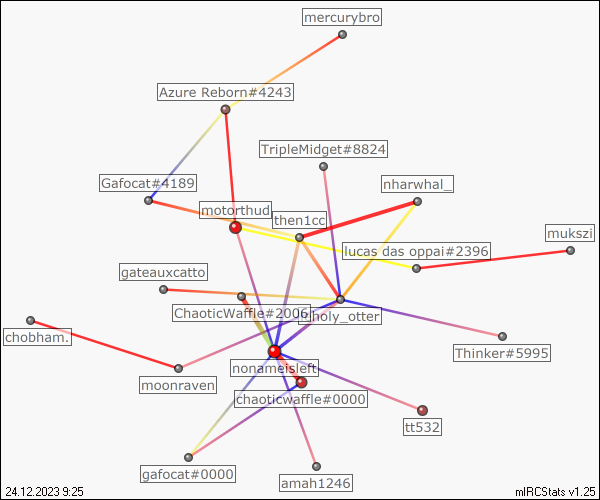 mercurybro
Azure Reborn#4243
TripleMidget#8824
Gafocat#4189
nharwhal_
motorthud
then1cc
mukszi
lucas das oppai#2396
gateauxcatto
ChaoticWaffle#2006
holy_otter
chobham.
Thinker#5995
nonameisleft
moonraven
chaoticwaffle#0000
tt532
gafocat#0000
amah1246
24.12.2023 9:25
mIRCStats v1.25